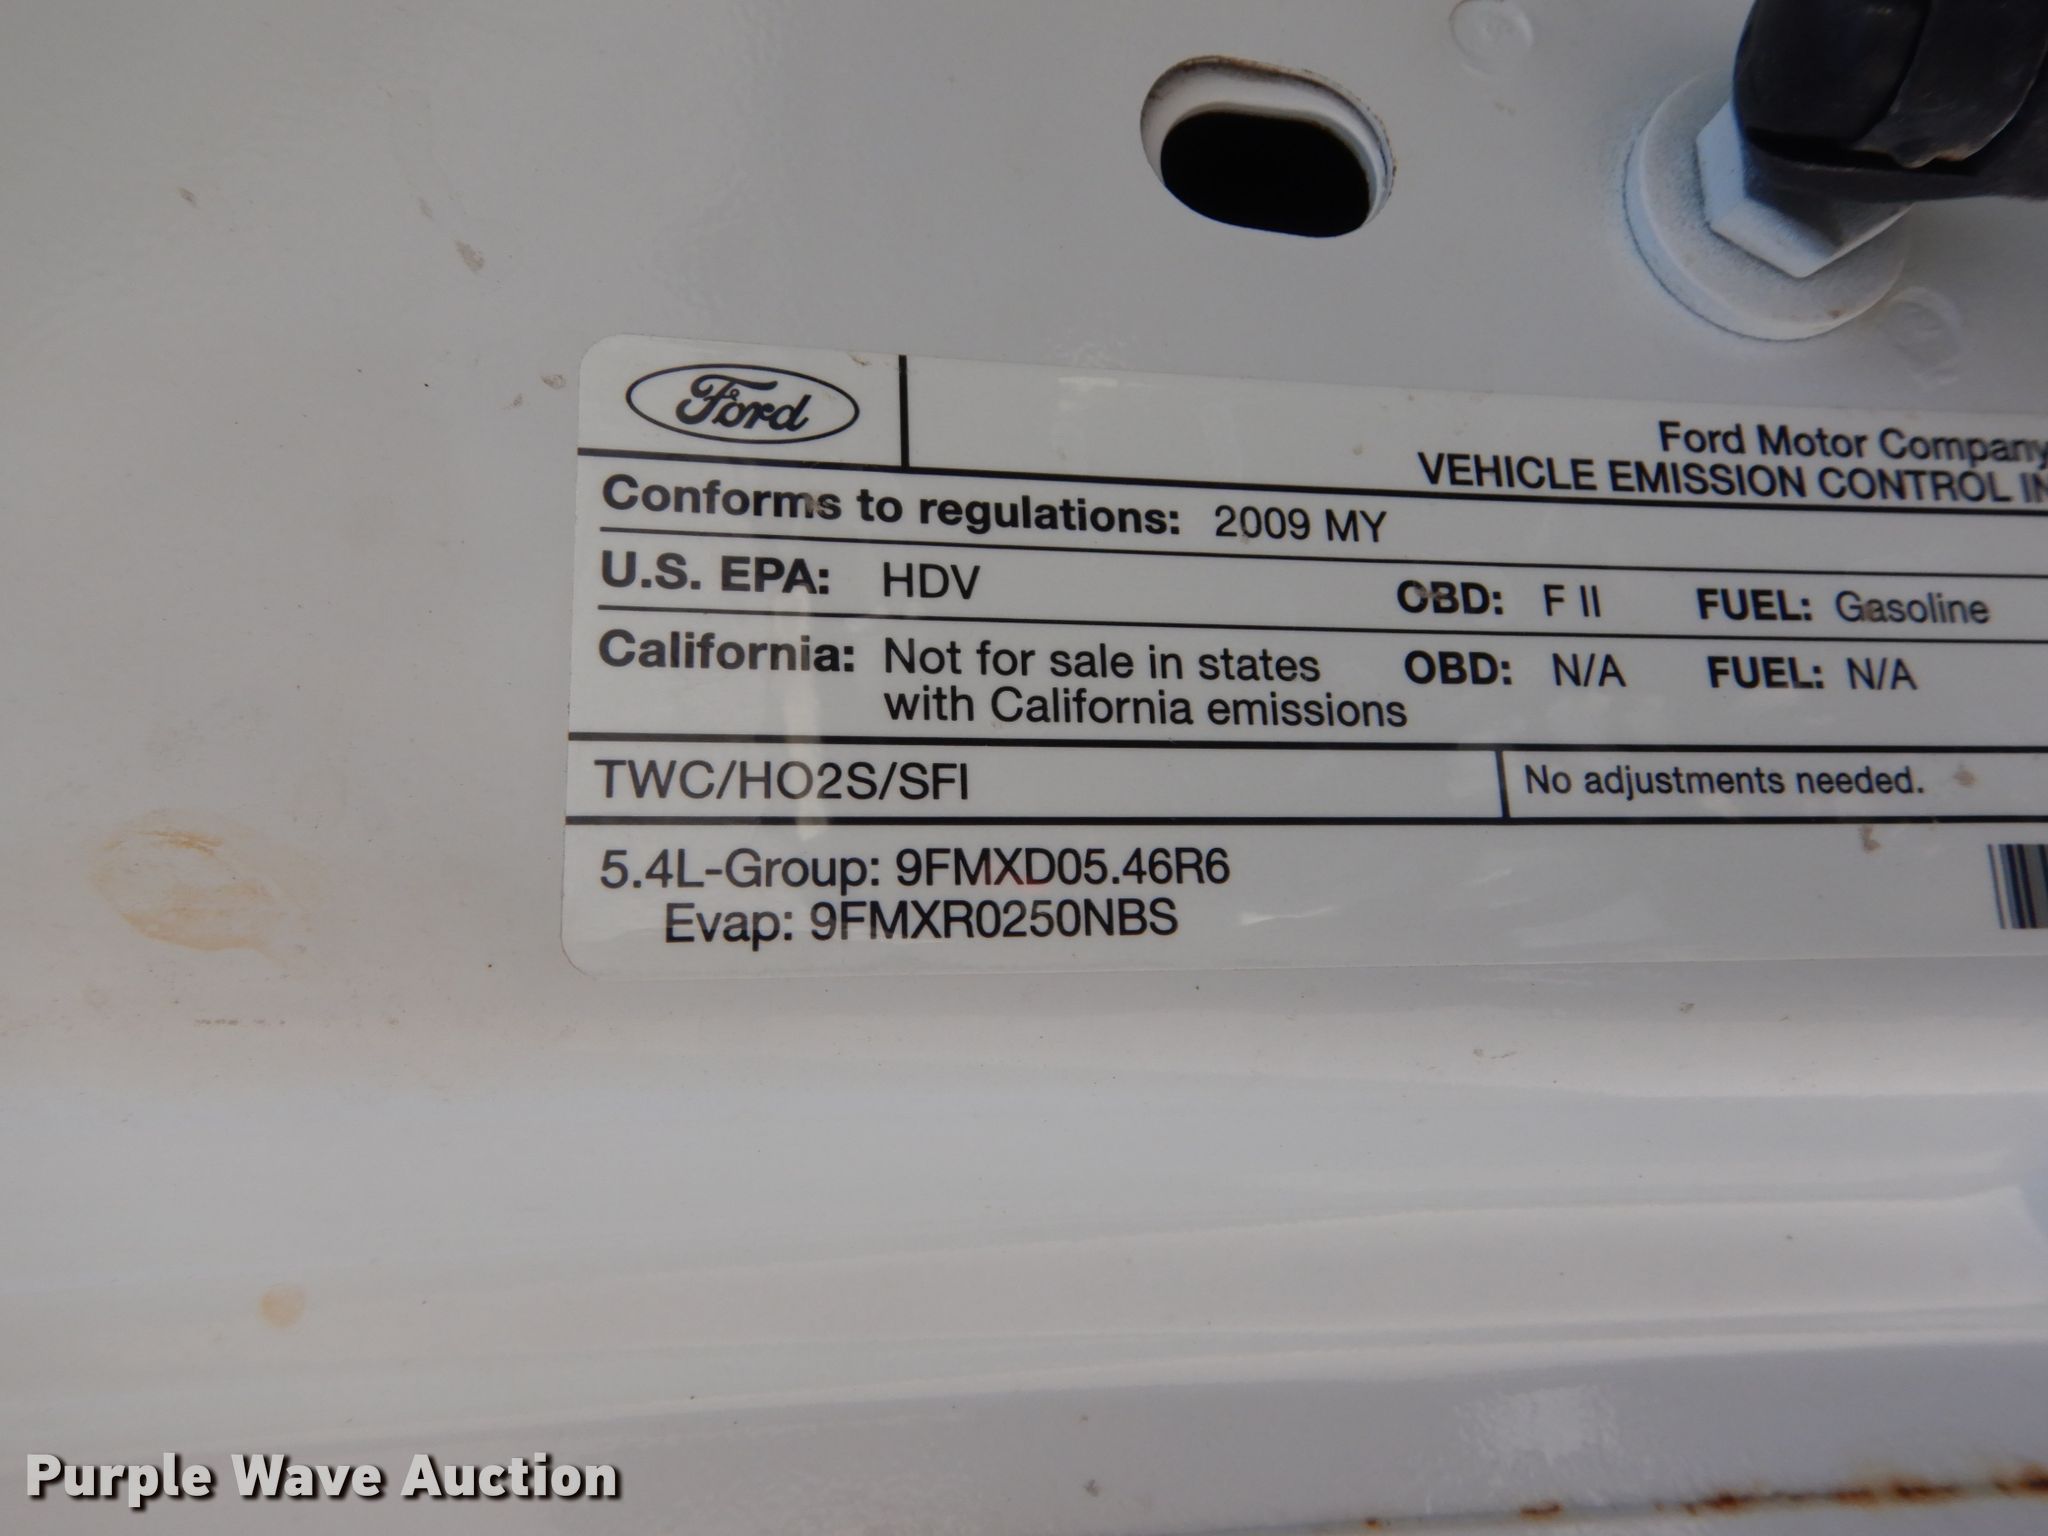 Ford
Ford Motor Company
VEHICLE EMISSION CONTROL IN
Conforms to regulations: 2009 MY
U.S. EPA: HDV OBD: F II FUEL: Gasoline
California: Not for sale in states OBD: N/A FUEL: N/A
with California emissions
TWC/HO2S/SFI No adjustments needed.
5.4L-Group: 9FMXD05.46R6
Evap: 9FMXR0250NBS
Purple Wave Auction